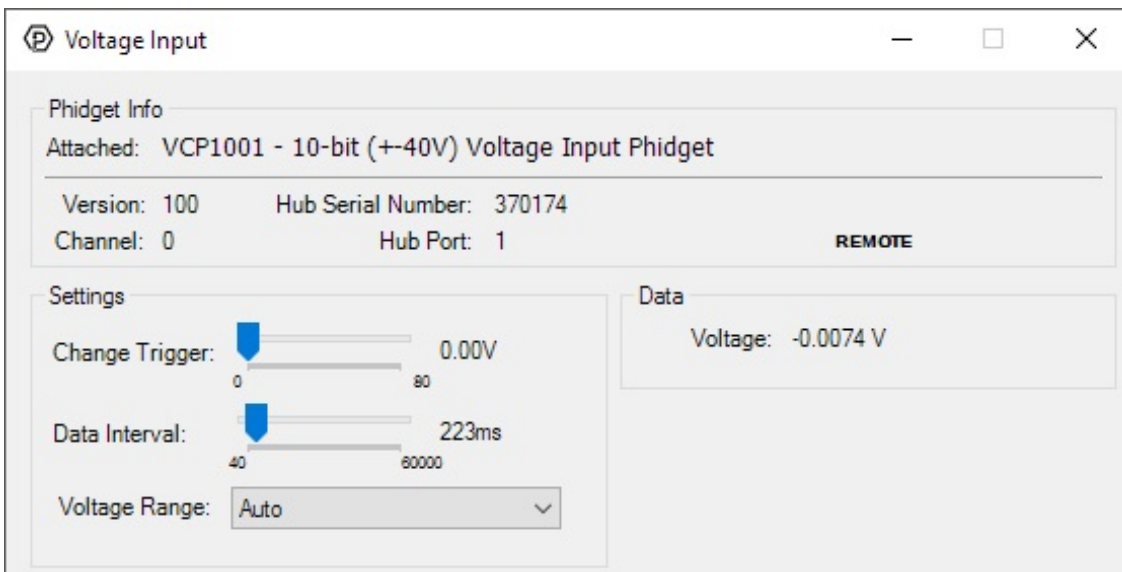 Voltage Input
Phidget Info
Attached: VCP1001 - 10-bit (+-40V) Voltage Input Phidget
Version: 100 Hub Serial Number: 370174
Channel: 0 Hub Port: 1 REMOTE
Settings
Change Trigger: 0.00V
0 80
Data Interval: 223ms
40 60000
Voltage Range: Auto
Data
Voltage: -0.0074 V